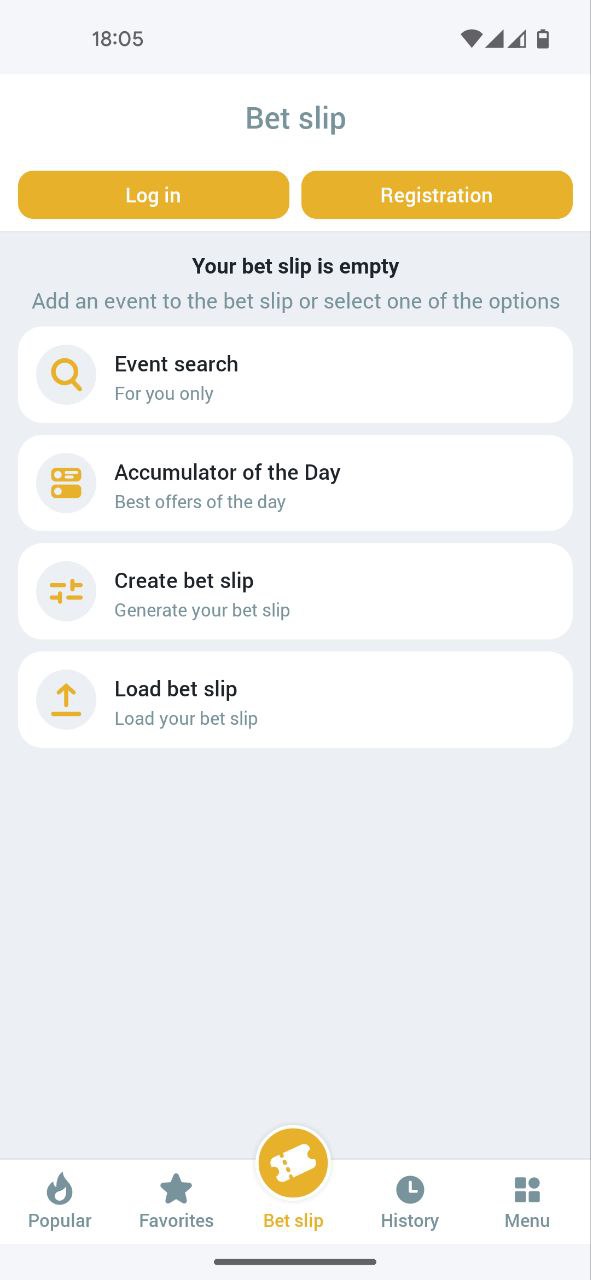 18:05
Bet slip
Log in
Registration
Your bet slip is empty
Add an event to the bet slip or select one of the options
Event search
For you only
Accumulator of the Day
Best offers of the day
Create bet slip
Generate your bet slip
Load bet slip
Load your bet slip
Popular
Favorites
Bet slip
History
Menu